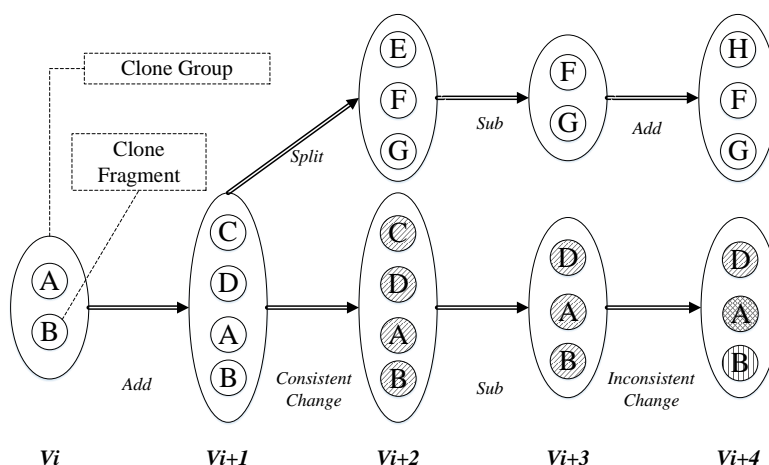 Clone Group
Clone
Fragment
E
F
G
Sub
F
G
Add
H
F
G
Split
A
B
Add
C
D
A
B
Consistent
Change
C
D
A
B
Sub
D
A
B
Inconsistent
Change
D
A
B
Vi
Vi+1
Vi+2
Vi+3
Vi+4